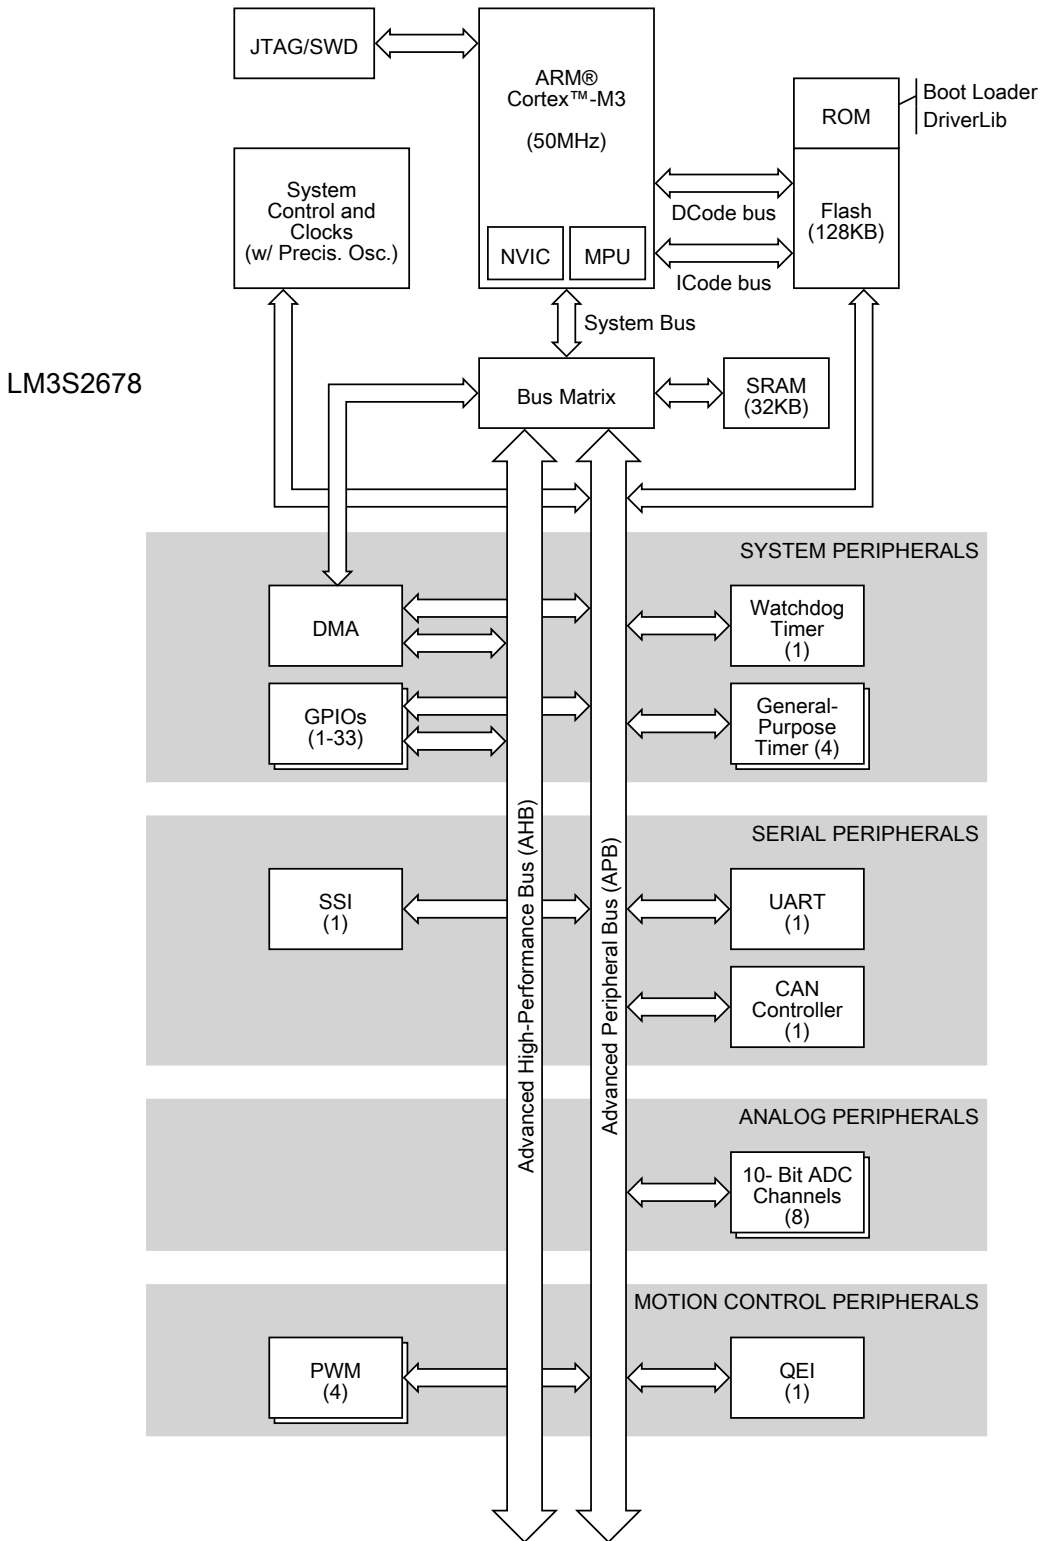 JTAG/SWD
ARM®
Cortex™-M3
(50MHz)
NVIC
MPU
ROM
Boot Loader
DriverLib
Flash
(128KB)
DCode bus
ICode bus
System
Control and
Clocks
(w/ Precis. Osc.)
System Bus
LM3S2678
Bus Matrix
SRAM
(32KB)
SYSTEM PERIPHERALS
DMA
Watchdog
Timer
(1)
GPIOs
(1-33)
General-
Purpose
Timer (4)
Advanced High-Performance Bus (AHB)
Advanced Peripheral Bus (APB)
SERIAL PERIPHERALS
SSI
(1)
UART
(1)
CAN
Controller
(1)
ANALOG PERIPHERALS
10- Bit ADC
Channels
(8)
MOTION CONTROL PERIPHERALS
PWM
(4)
QEI
(1)